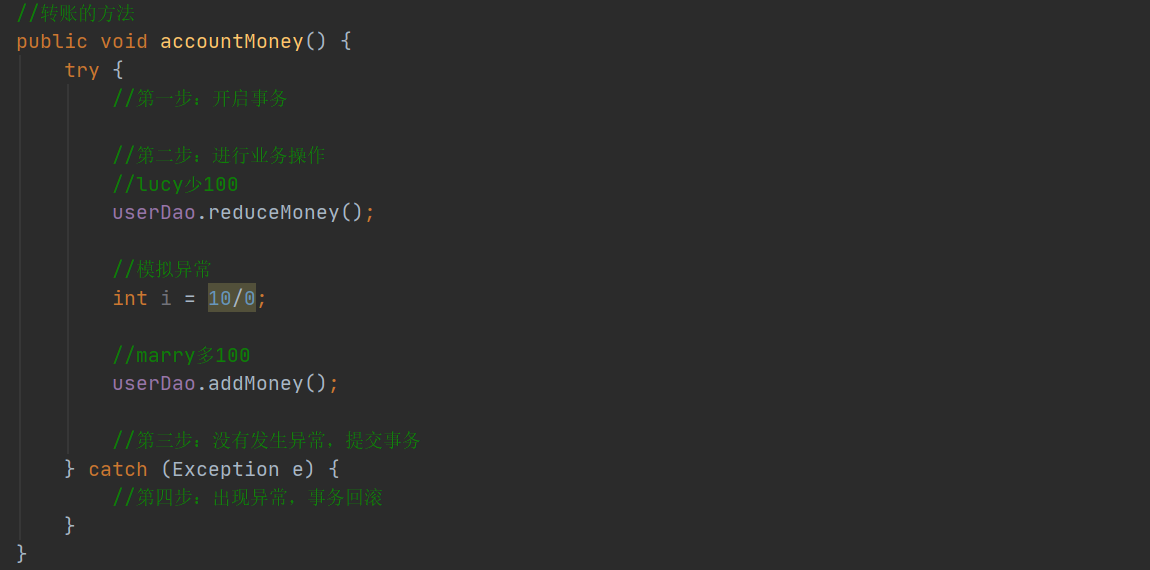 //转账的方法
public void accountMoney() {
try {
//第一步：开启事务
//第二步：进行业务操作
//lucy少100
userDao.reduceMoney();
//模拟异常
int i = 10/0;
//marry多100
userDao.addMoney();
//第三步：没有发生异常，提交事务
} catch (Exception e) {
//第四步：出现异常，事务回滚
}
}